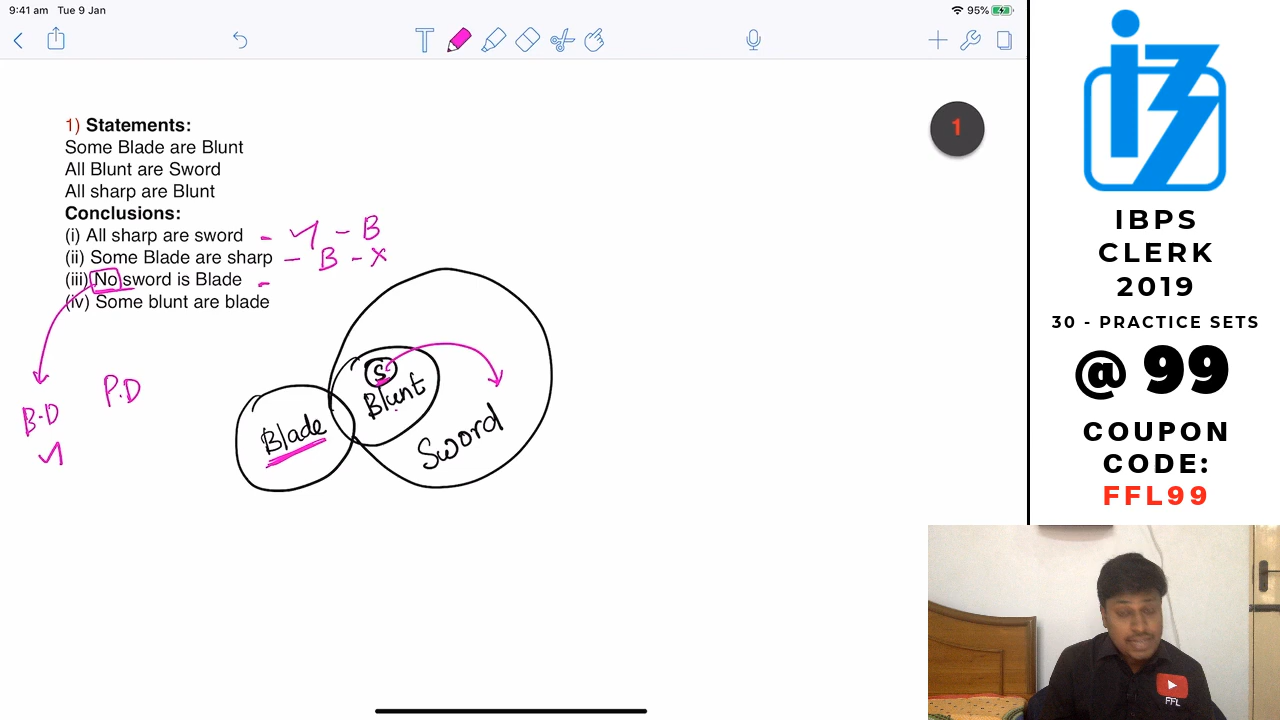 9:41 am Tue 9 Jan
95%
T
1) Statements:
Some Blade are Blunt
All Blunt are Sword
All sharp are Blunt
Conclusions:
(i) All sharp are sword - ✓ - B
(ii) Some Blade are sharp - B - X
(iii) No sword is Blade -
(iv) Some blunt are blade
B.D
P.D
S
Blunt
Blade
Sword
1
IBPS
CLERK
2019
30 - PRACTICE SETS
@ 99
COUPON
CODE:
FFL99
FFL